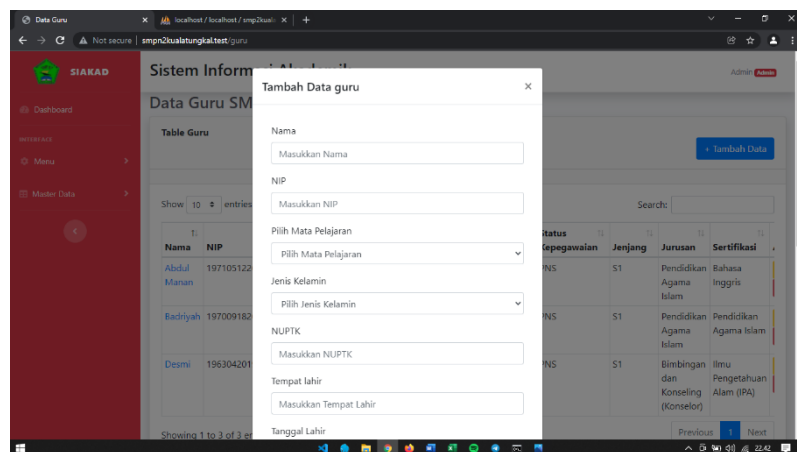 Data Guru
localhost / localhost / smp2kual
Not secure | smpn2kualatungkal.test/guru
SIAKAD
Sistem Inform
Admin Admin
Tambah Data guru ×
Dashboard
Data Guru SM
INTERFACE
Table Guru
Nama
Masukkan Nama
+ Tambah Data
Menu
NIP
Masukkan NIP
Master Data
Show 10 entries
Search:
Pilih Mata Pelajaran
Pilih Mata Pelajaran
Nama NIP Status Kepegawaian Jenjang Jurusan Sertifikasi
Jenis Kelamin
Pilih Jenis Kelamin
Abdul Manan 197105122 PNS S1 Pendidikan Agama Islam Bahasa Inggris
Badriyah 1970091820 PNS S1 Pendidikan Agama Islam Pendidikan Agama Islam
NUPTK
Masukkan NUPTK
Desmi 196304201 PNS S1 Bimbingan dan Konseling (Konselor) Ilmu Pengetahuan Alam (IPA)
Tempat lahir
Masukkan Tempat Lahir
Tanggal Lahir
Showing 1 to 3 of 3 er
Previous 1 Next
22.42